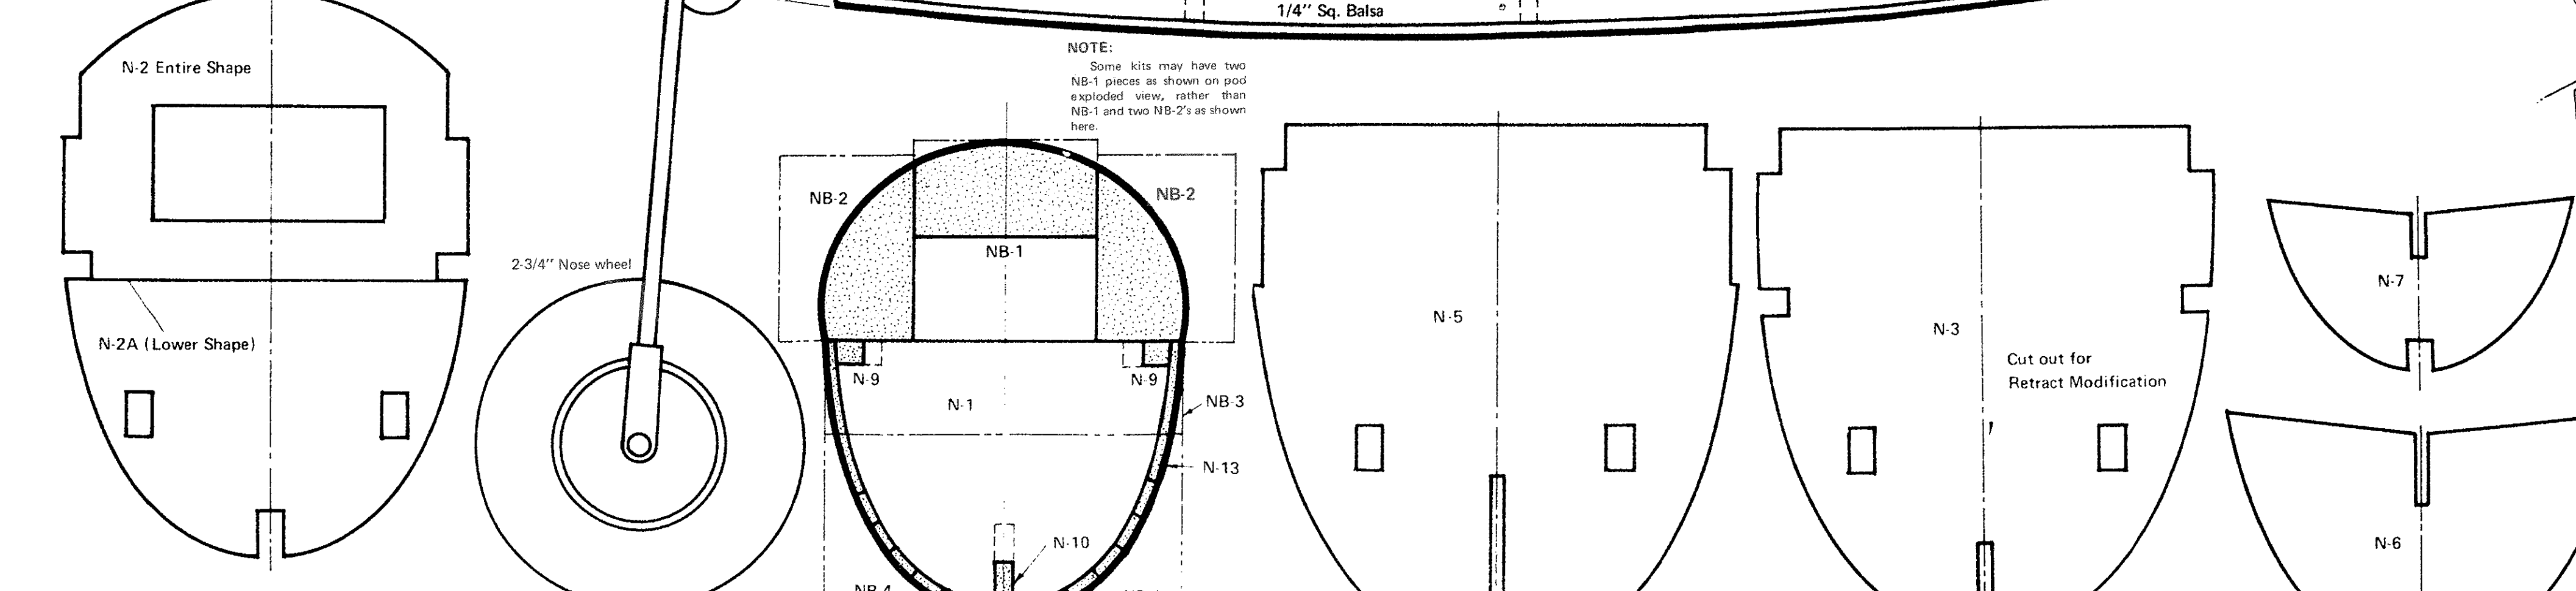 1/4" Sq. Balsa
NOTE:
Some kits may have two
NB-1 pieces as shown on pod
exploded view, rather than
NB-1 and two NB-2's as shown
here.
N-2 Entire Shape
NB-2
NB-2
NB-1
2-3/4" Nose wheel
N-2A (Lower Shape)
N-9
N-9
N-1
NB-3
N-13
N-10
NB-4
N-5
N-3
Cut out for
Retract Modification
N-7
N-6